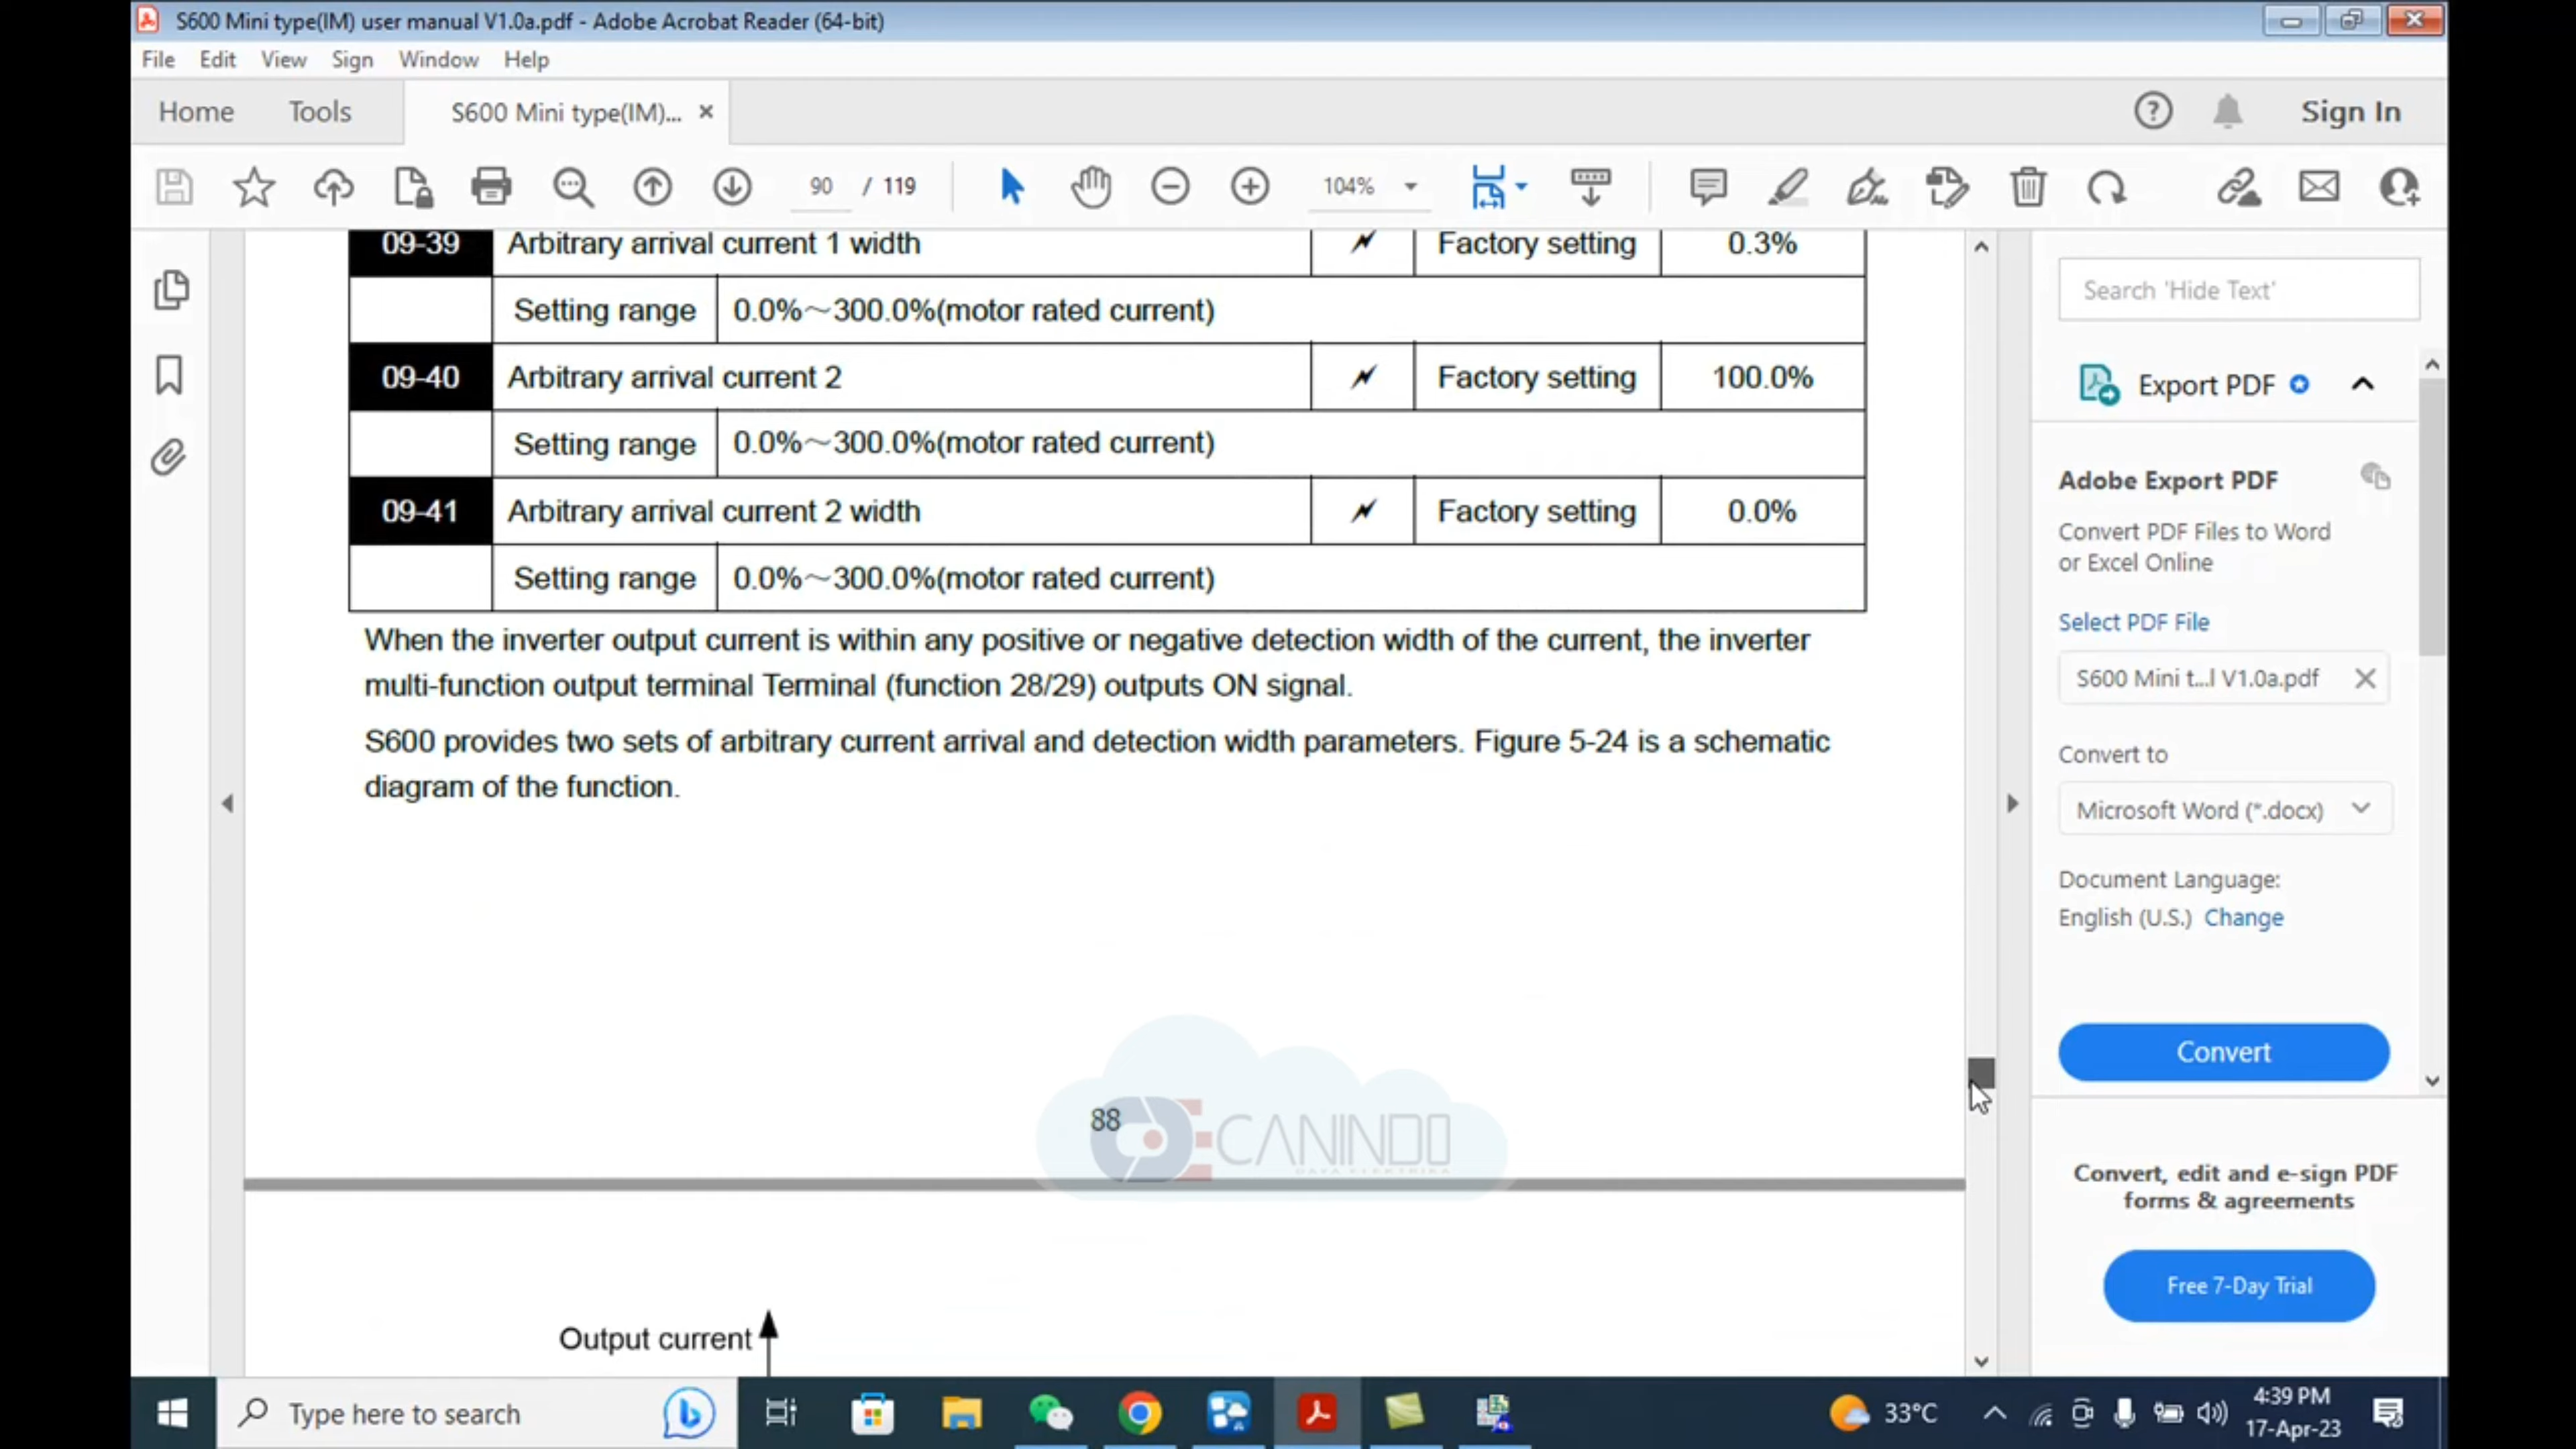 S600 Mini type(IM) user manual V1.0a.pdf - Adobe Acrobat Reader (64-bit)
File Edit View Sign Window Help
Home Tools S600 Mini type(IM)... Sign In
90 / 119 104%
09-39 Arbitrary arrival current 1 width Factory setting 0.3%
Setting range 0.0%～300.0%(motor rated current)
09-40 Arbitrary arrival current 2 Factory setting 100.0%
Setting range 0.0%～300.0%(motor rated current)
09-41 Arbitrary arrival current 2 width Factory setting 0.0%
Setting range 0.0%～300.0%(motor rated current)
When the inverter output current is within any positive or negative detection width of the current, the inverter
multi-function output terminal Terminal (function 28/29) outputs ON signal.
S600 provides two sets of arbitrary current arrival and detection width parameters. Figure 5-24 is a schematic
diagram of the function.
88
CANINDO
DAYA ELEKTRIKA
Output current
Search 'Hide Text'
Export PDF
Adobe Export PDF
Convert PDF Files to Word
or Excel Online
Select PDF File
S600 Mini t...l V1.0a.pdf
Convert to
Microsoft Word (*.docx)
Document Language:
English (U.S.) Change
Convert
Convert, edit and e-sign PDF
forms & agreements
Free 7-Day Trial
Type here to search
33°C
4:39 PM
17-Apr-23